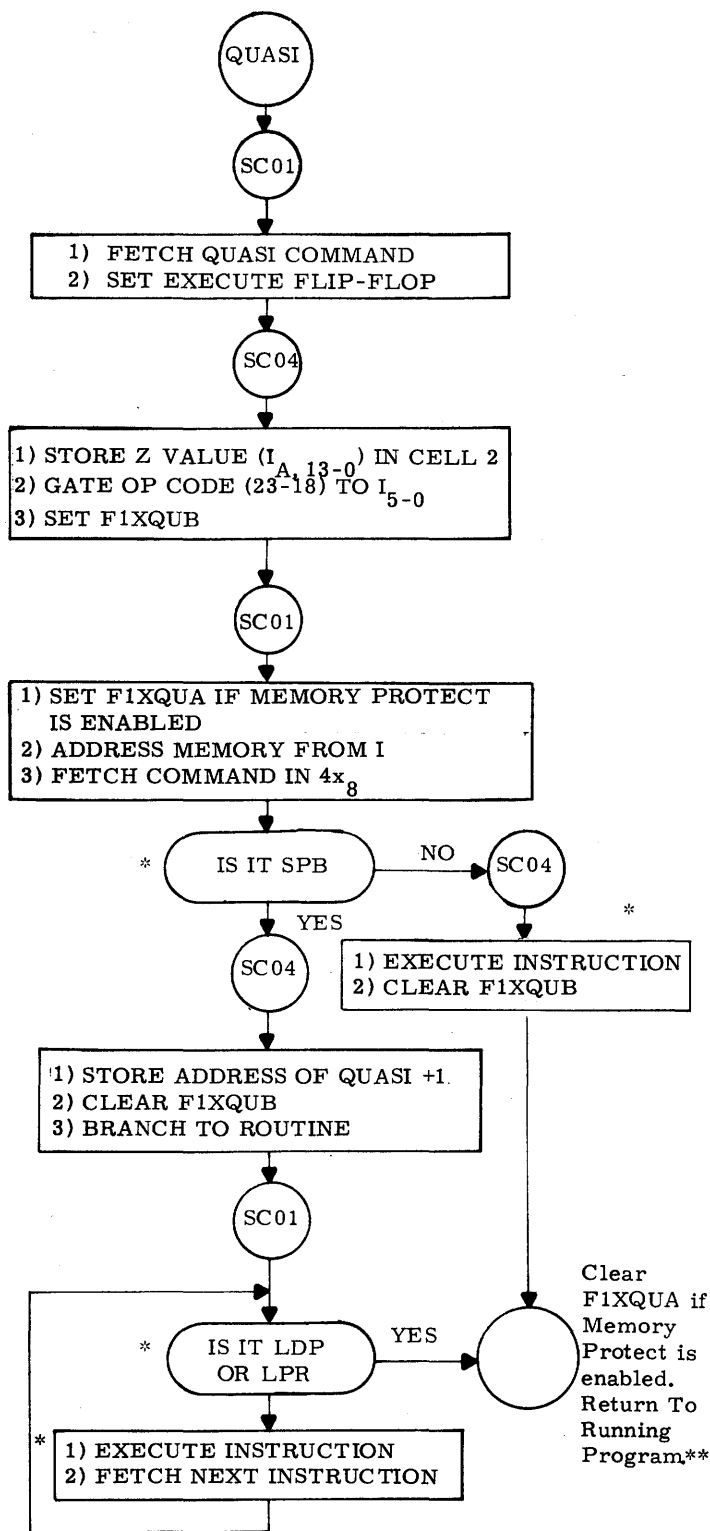 QUASI
SC01
1) FETCH QUASI COMMAND
2) SET EXECUTE FLIP-FLOP
SC04
1) STORE Z VALUE (I A, 13-0) IN CELL 2
2) GATE OP CODE (23-18) TO I 5-0
3) SET F1XQUB
SC01
1) SET F1XQUA IF MEMORY PROTECT
IS ENABLED
2) ADDRESS MEMORY FROM I
3) FETCH COMMAND IN 4x8
* IS IT SPB
NO
SC04
YES
*
1) EXECUTE INSTRUCTION
2) CLEAR F1XQUB
SC04
1) STORE ADDRESS OF QUASI +1.
2) CLEAR F1XQUB
3) BRANCH TO ROUTINE
SC01
* IS IT LDP
OR LPR
YES
Clear
F1XQUA if
Memory
Protect is
enabled.
Return To
Running
Program.**
*
1) EXECUTE INSTRUCTION
2) FETCH NEXT INSTRUCTION